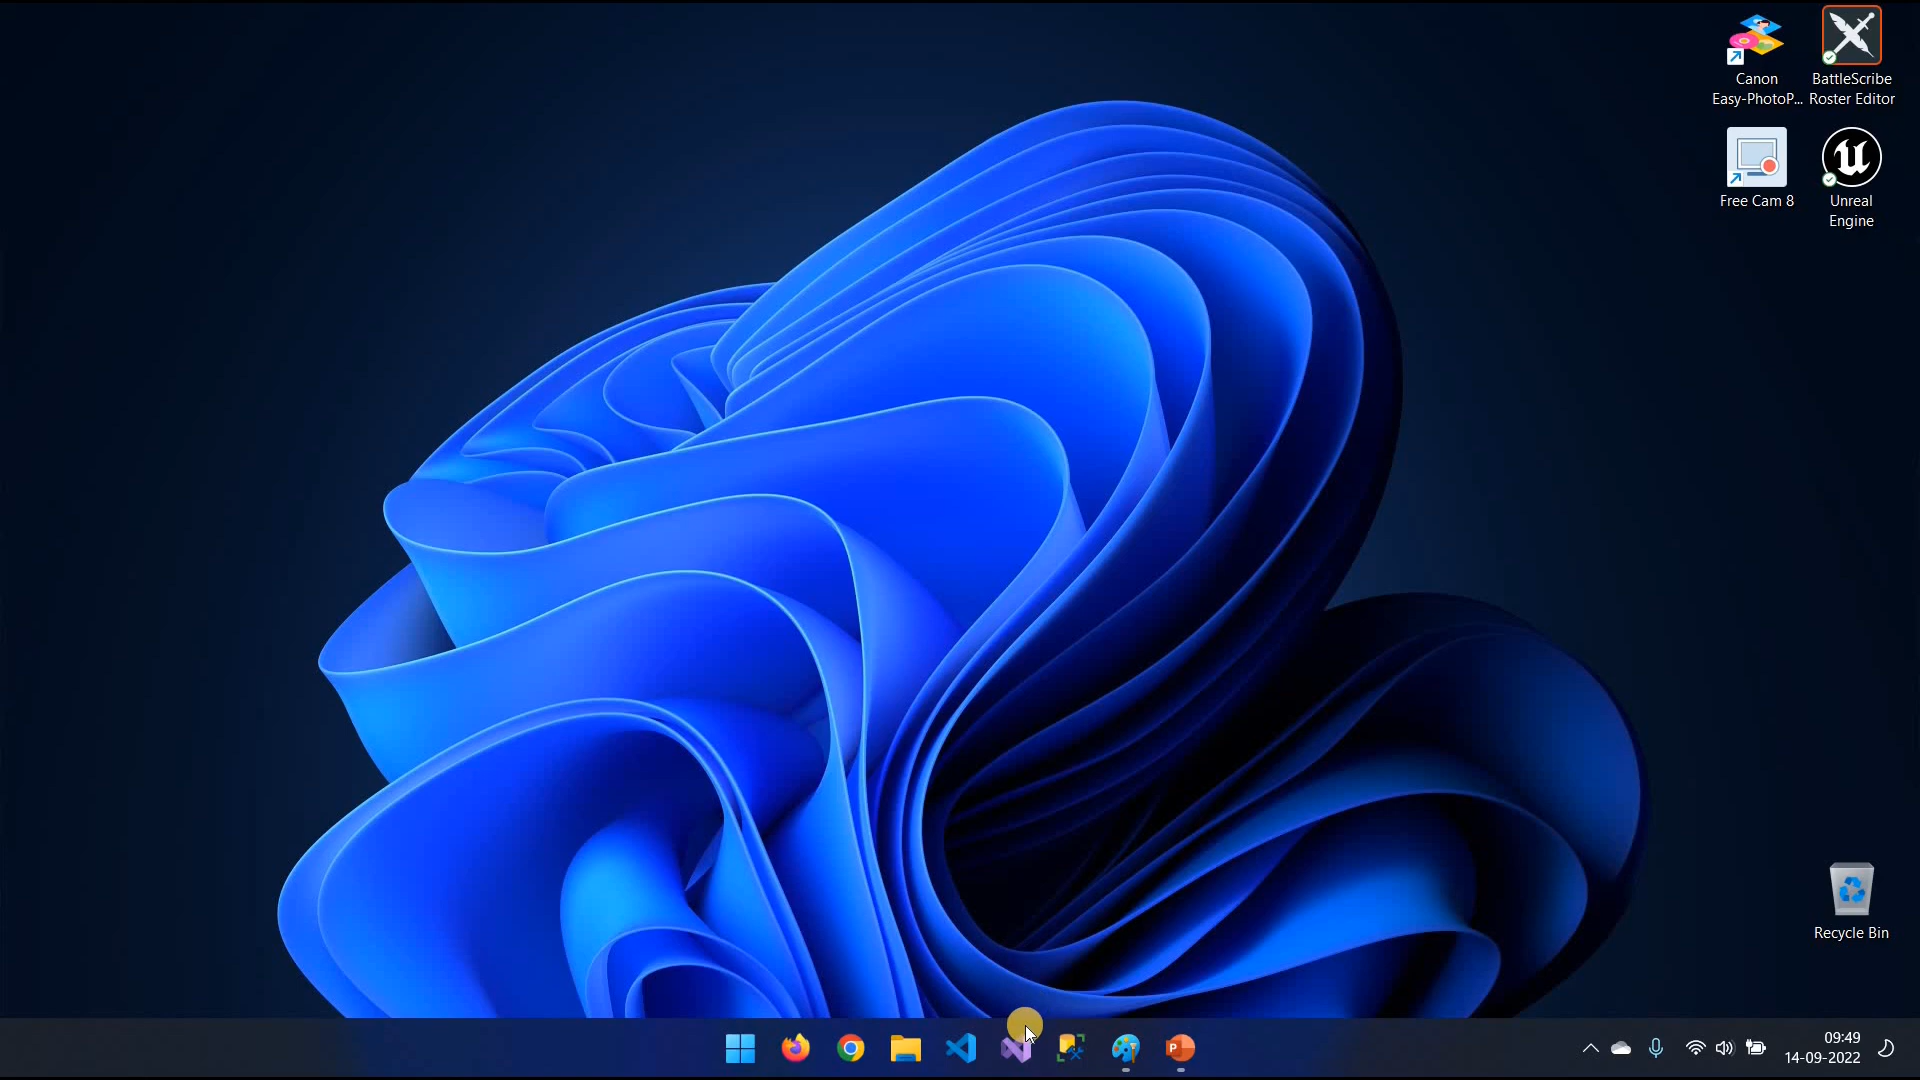 Canon
Easy-PhotoP...
BattleScribe
Roster Editor
Free Cam 8
Unreal
Engine
Recycle Bin
09:49
14-09-2022